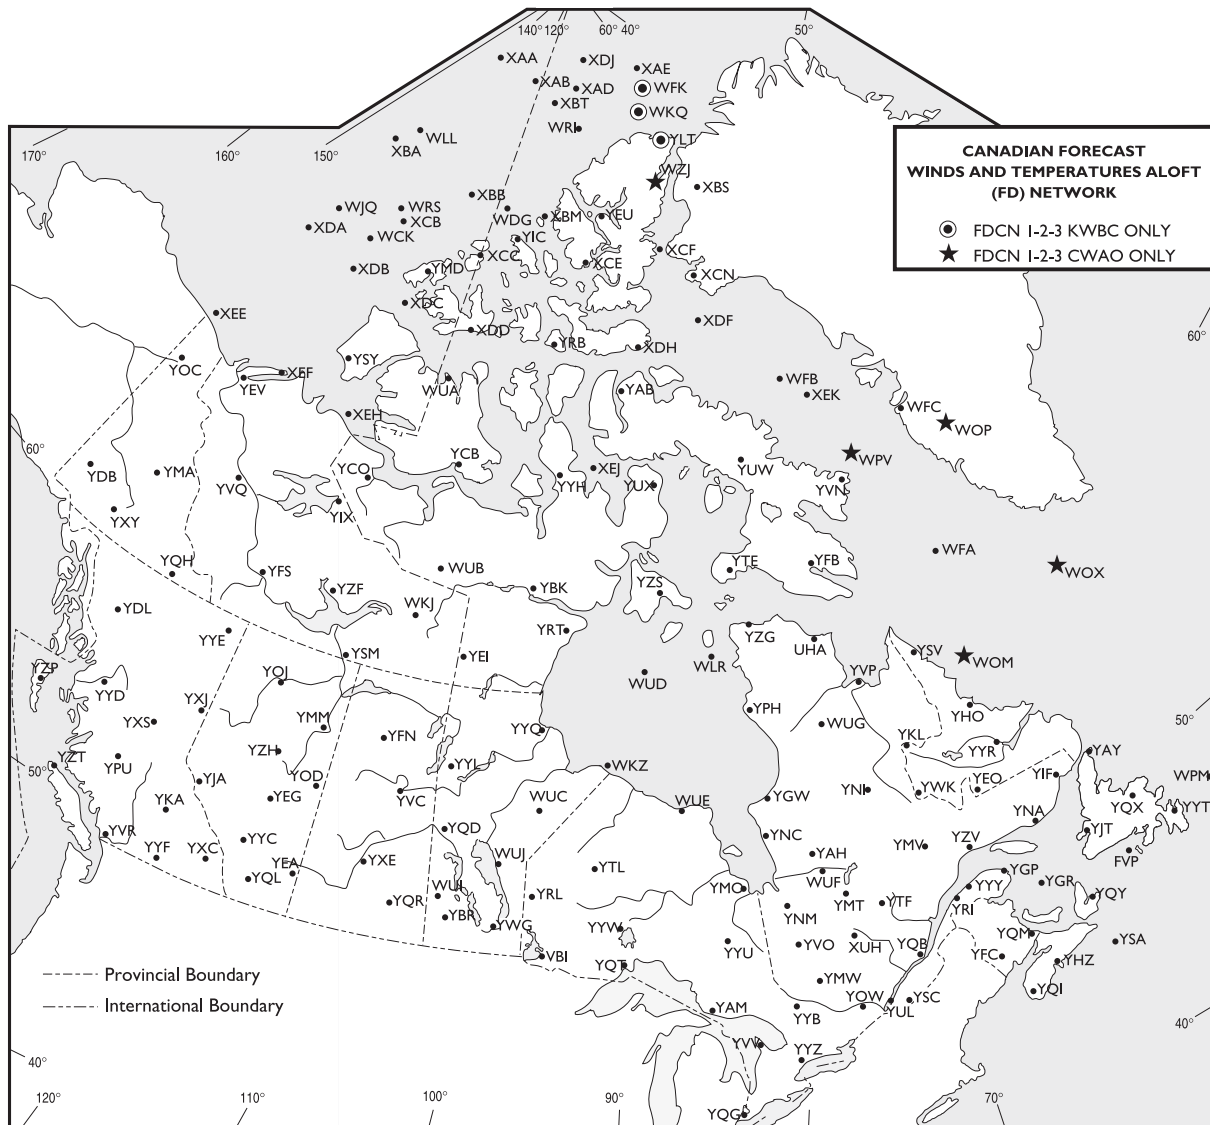 140° 120° 60° 40° 50°
XAA XDJ
XAE
XAB XAD WFK
XBT WKQ
WRI YLT
170° 160° 150° WLL
XBA
CANADIAN FORECAST
WINDS AND TEMPERATURES ALOFT
(FD) NETWORK
FDCN 1-2-3 KWBC ONLY
FDCN 1-2-3 CWAO ONLY
WZJ
XBB XBS
WJQ WRS WDG XBM YEU
XDA XCB
WCK YIC
XCC XCE XCF
XDB YMD XCN
XDC
XEE XDD XDF
60°
YRB XDH
YOC YSY
XEF WFB
YEV WUA YAB XEK
XEH WFC
WOP
60°
YCB WPV
YDB YMA YVQ YCO YYH XEJ YUX YUW YVN
YIX
YXY
WFA
YQH YFS WUB YTE YFB WOX
YZF YBK YZS
YDL WKJ
YYE YRT YZG
UHA
YSM YEI WLR YSV WOM
YZP YOJ WUD YVP
YYD
YXJ YPH YHO 50°
YXS YMM YFN YYQ WUG
YKL YYR
YZT YZH YYL WKZ YAY
50° YPU YJA YOD YIF WPM
YEG YVC YGW YNI YWK YEO
YKA WUC WUE YQX YYT
YNA
YVR YQD YNC YJT
YYC YMV YZV
YYF YXC YAH FVP
YEA YXE WUJ YTL WUF YGP
YQL YMO YYY YGR YQY
WUI YRL YMT YTF YRI
YQR YBR YNM
YWG YYW YVO XUH YQM YSA
YYU YQB
VBI YFC YHZ
Provincial Boundary
YQT YMW YQI
International Boundary
YAM YYB YOW YUL YSC 40°
YVV YYZ
40°
120° 110° 100° 90° YQG 70°